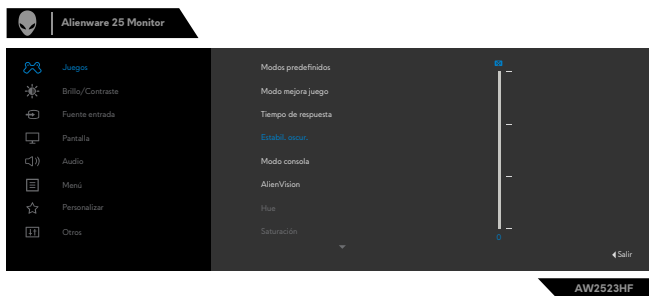 Alienware 25 Monitor
Juegos
Brillo/Contraste
Fuente entrada
Pantalla
Audio
Menú
Personalizar
Otros
Modos predefinidos
Modo mejora juego
Tiempo de respuesta
Estabil. oscur.
Modo consola
AlienVision
Hue
Saturación
0
Salir
AW2523HF